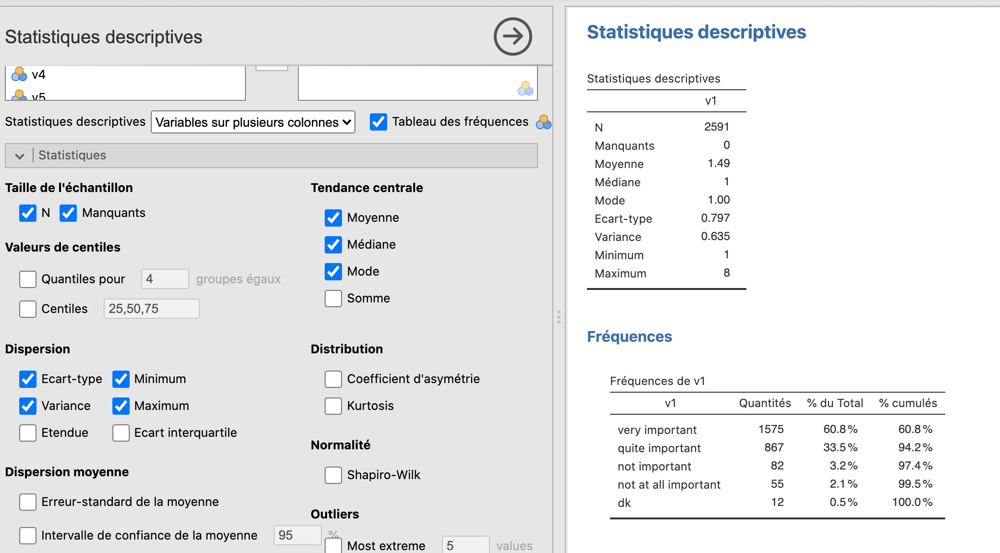 Statistiques descriptives
v4
v5
Statistiques descriptives Variables sur plusieurs colonnes Tableau des fréquences
Statistiques
Taille de l'échantillon
N Manquants
Valeurs de centiles
Quantiles pour 4 groupes égaux
Centiles 25,50,75
Tendance centrale
Moyenne
Médiane
Mode
Somme
Dispersion
Ecart-type Minimum
Variance Maximum
Etendue Ecart interquartile
Distribution
Coefficient d'asymétrie
Kurtosis
Dispersion moyenne
Erreur-standard de la moyenne
Intervalle de confiance de la moyenne 95 %
Normalité
Shapiro-Wilk
Outliers
Most extreme 5 values
Statistiques descriptives
Statistiques descriptives
v1
N 2591
Manquants 0
Moyenne 1.49
Médiane 1
Mode 1.00
Ecart-type 0.797
Variance 0.635
Minimum 1
Maximum 8
Fréquences
Fréquences de v1
v1 Quantités % du Total % cumulés
very important 1575 60.8 % 60.8 %
quite important 867 33.5 % 94.2 %
not important 82 3.2 % 97.4 %
not at all important 55 2.1 % 99.5 %
dk 12 0.5 % 100.0 %